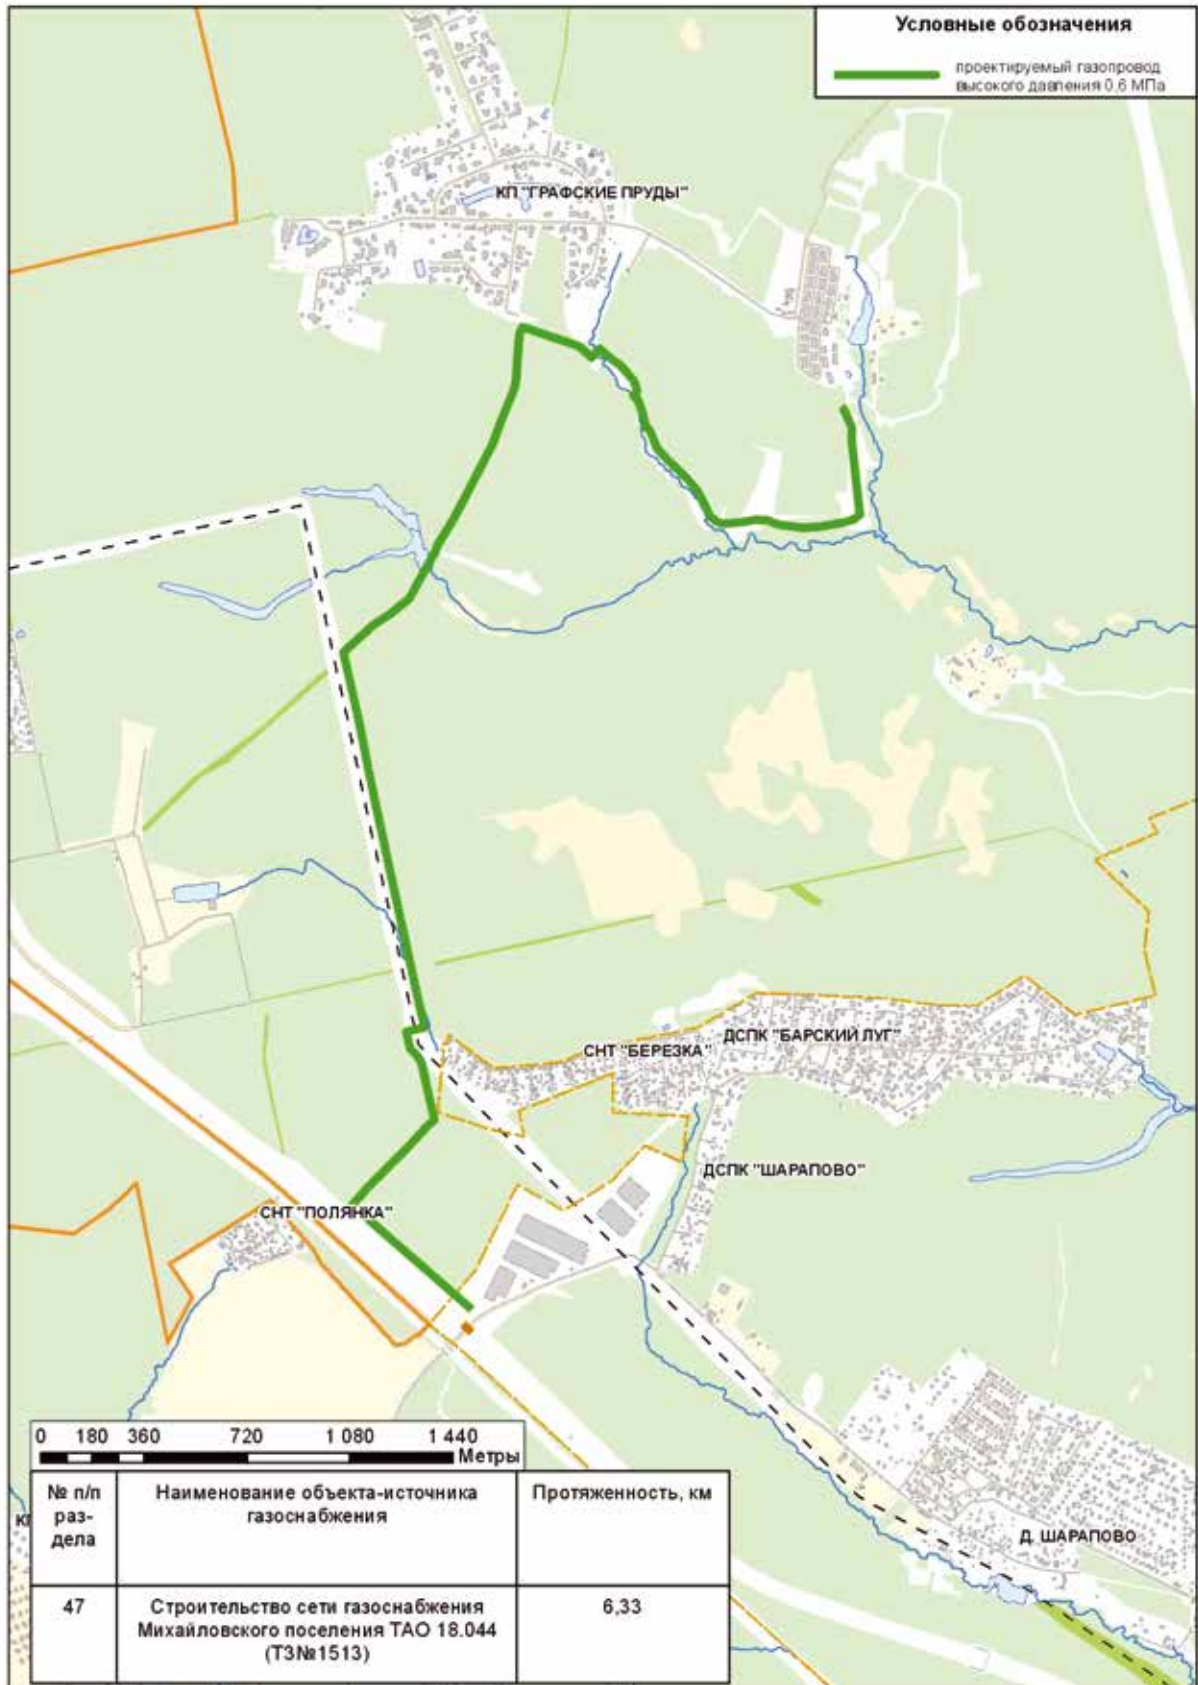 Условные обозначения
проектируемый газопровод
высокого давления 0,6 МПа
КП "ГРАФСКИЕ ПРУДЫ"
СНТ "БЕРЕЗКА"
ДСПК "БАРСКИЙ ЛУГ"
ДСПК "ШАРАПОВО"
СНТ "ПОЛЯНКА"
Д. ШАРАПОВО
0 180 360 720 1 080 1 440
Метры
№ п/п
раз-
дела
Наименование объекта-источника
газоснабжения
Протяженность, км
47
Строительство сети газоснабжения
Михайловского поселения ТАО 18.044
(ТЗ№1513)
6,33